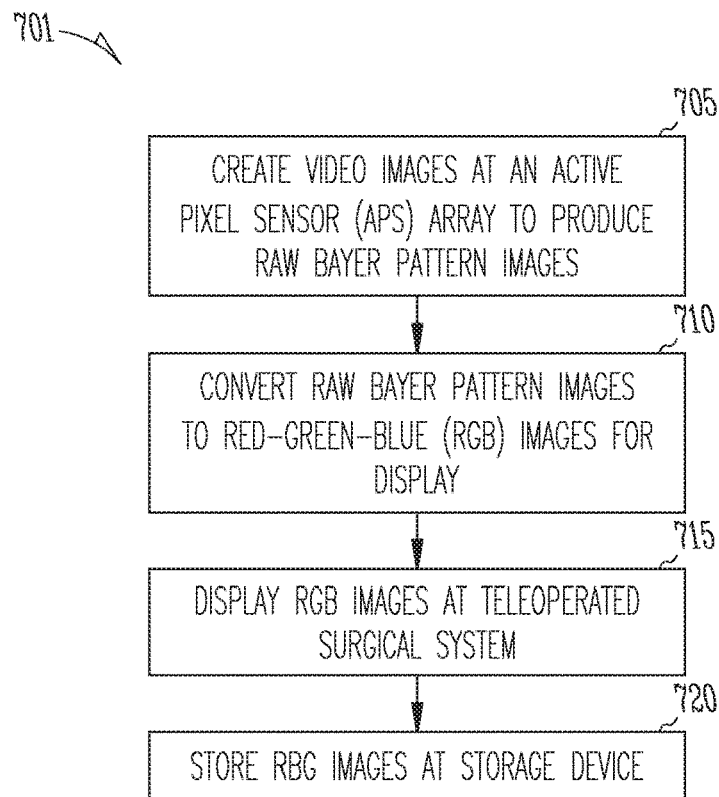 701
705
CREATE VIDEO IMAGES AT AN ACTIVE
PIXEL SENSOR (APS) ARRAY TO PRODUCE
RAW BAYER PATTERN IMAGES
710
CONVERT RAW BAYER PATTERN IMAGES
TO RED-GREEN-BLUE (RGB) IMAGES FOR
DISPLAY
715
DISPLAY RGB IMAGES AT TELEOPERATED
SURGICAL SYSTEM
720
STORE RBG IMAGES AT STORAGE DEVICE